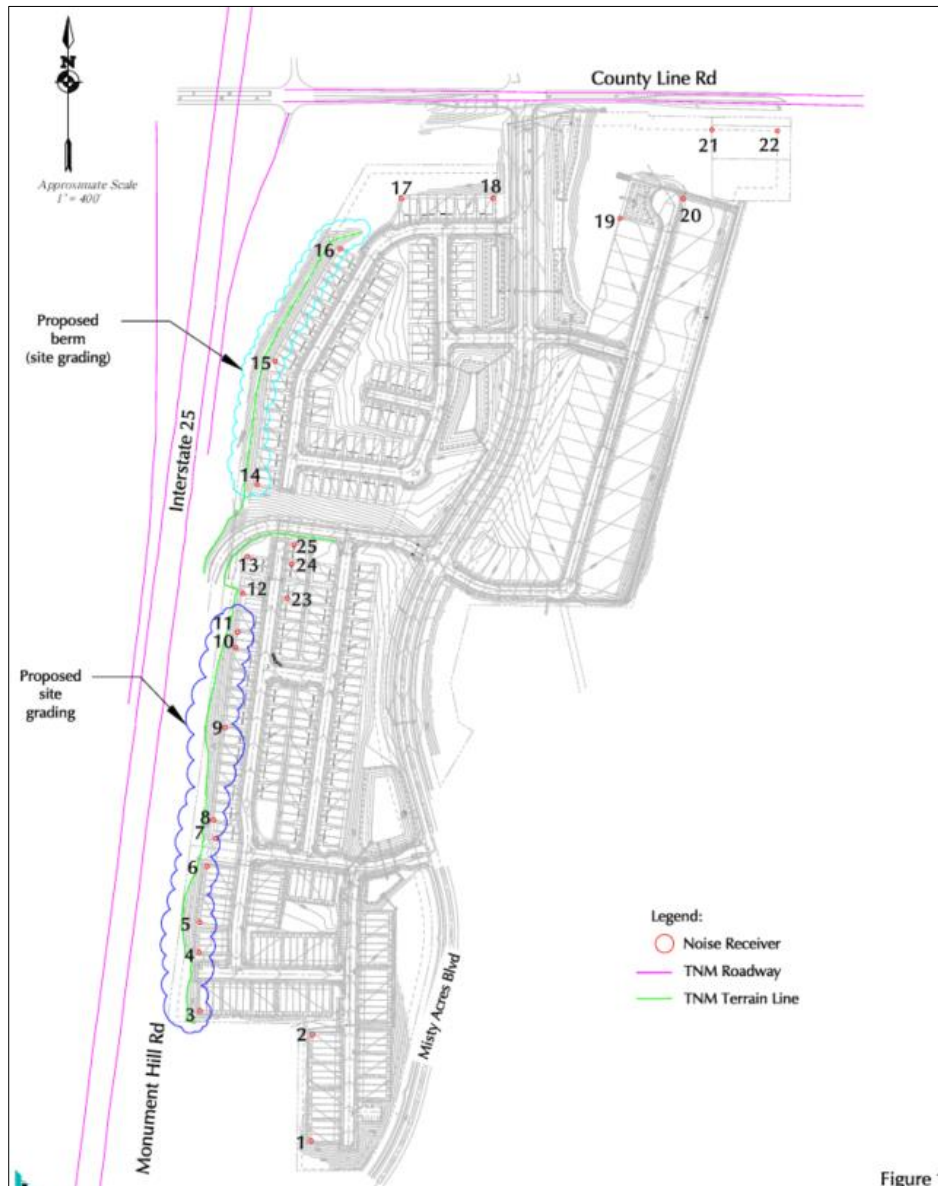 N
Approximate Scale
1" = 400'
County Line Rd
21
22
17
18
19
20
16
Proposed
berm
(site grading)
15
Interstate 25
14
25
13
24
12
23
11
10
Proposed
site
grading
9
8
7
6
5
4
3
2
1
Monument Hill Rd
Misty Acres Blvd
Legend:
Noise Receiver
TNM Roadway
TNM Terrain Line
Figure 1